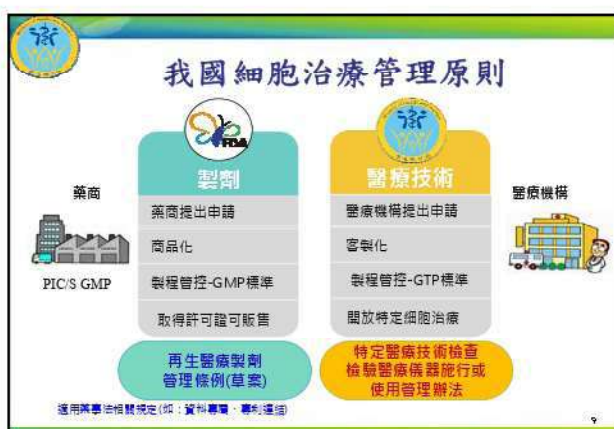 我國細胞治療管理原則
FDA
製劑
醫療技術
藥商
PIC/S GMP
藥商提出申請
商品化
製程管控-GMP標準
取得許可證可販售
醫療機構提出申請
客製化
製程管控-GTP標準
開放特定細胞治療
醫療機構
再生醫療製劑
管理條例(草案)
特定醫療技術檢查
檢驗醫療儀器施行或
使用管理辦法
適用藥事法相關規定(如：資料專屬、專利連結)
9